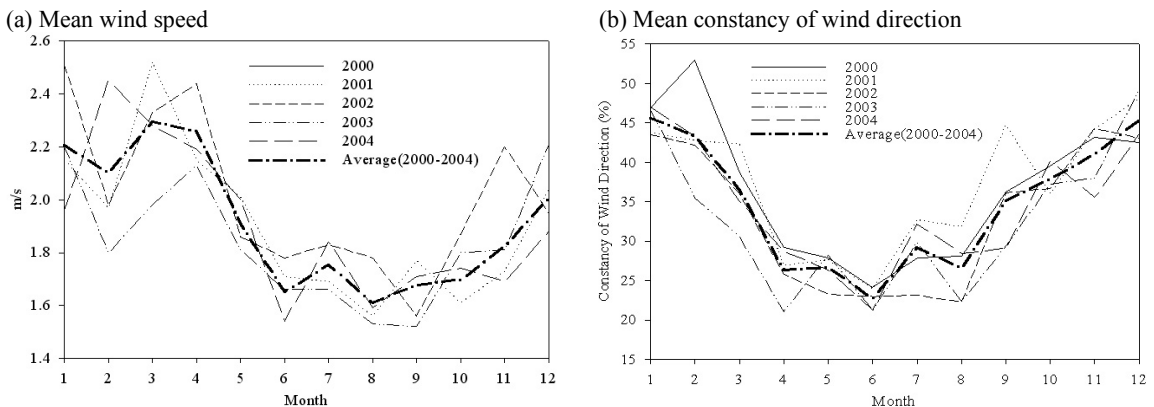 (a) Mean wind speed
2.6
2.4
2.2
2.0
1.8
1.6
1.4
m/s
1 2 3 4 5 6 7 8 9 10 11 12
Month
2000
2001
2002
2003
2004
Average(2000-2004)
(b) Mean constancy of wind direction
55
50
45
40
35
30
25
20
15
Constancy of Wind Direction (%)
1 2 3 4 5 6 7 8 9 10 11 12
Month
2000
2001
2002
2003
2004
Average(2000-2004)